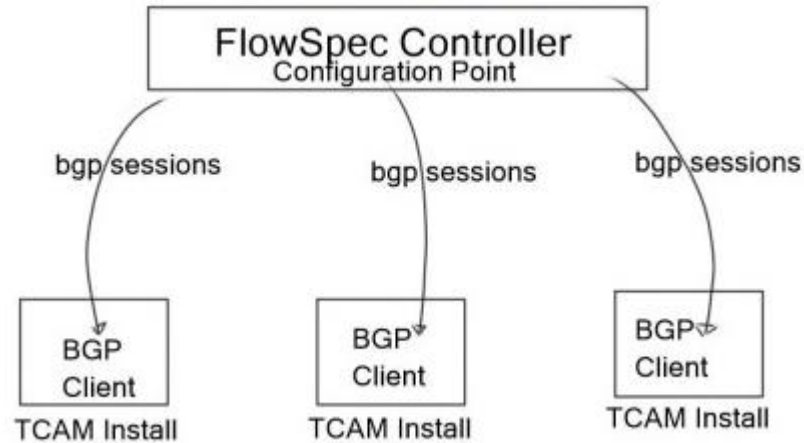 FlowSpec Controller
Configuration Point
bgp sessions
bgp sessions
bgp sessions
BGP
Client
TCAM Install
BGP
Client
TCAM Install
BGP
Client
TCAM Install